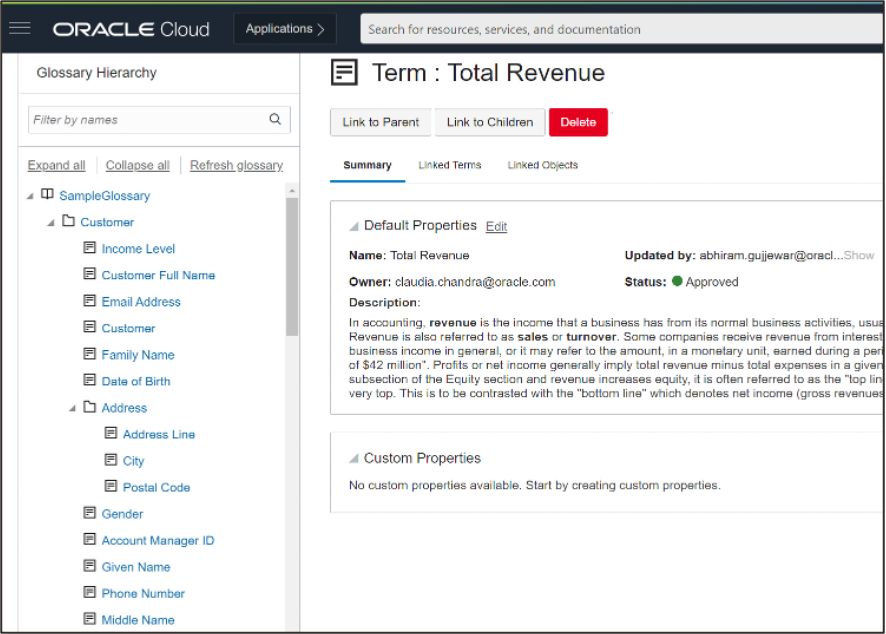 ORACLE Cloud
Applications
Search for resources, services, and documentation
Glossary Hierarchy
Filter by names
Expand all
Collapse all
Refresh glossary
SampleGlossary
Customer
Income Level
Customer Full Name
Email Address
Customer
Family Name
Date of Birth
Address
Address Line
City
Postal Code
Gender
Account Manager ID
Given Name
Phone Number
Middle Name
Term : Total Revenue
Link to Parent
Link to Children
Delete
Summary
Linked Terms
Linked Objects
Default Properties Edit
Name: Total Revenue
Updated by: abhiram.gujjewar@oracl...Show
Owner: claudia.chandra@oracle.com
Status: Approved
Description:
In accounting, revenue is the income that a business has from its normal business activities, usua
Revenue is also referred to as sales or turnover. Some companies receive revenue from interest
business income in general, or it may refer to the amount, in a monetary unit, earned during a peri
of $42 million". Profits or net income generally imply total revenue minus total expenses in a given
subsection of the Equity section and revenue increases equity, it is often referred to as the "top lin
very top. This is to be contrasted with the "bottom line" which denotes net income (gross revenues
Custom Properties
No custom properties available. Start by creating custom properties.